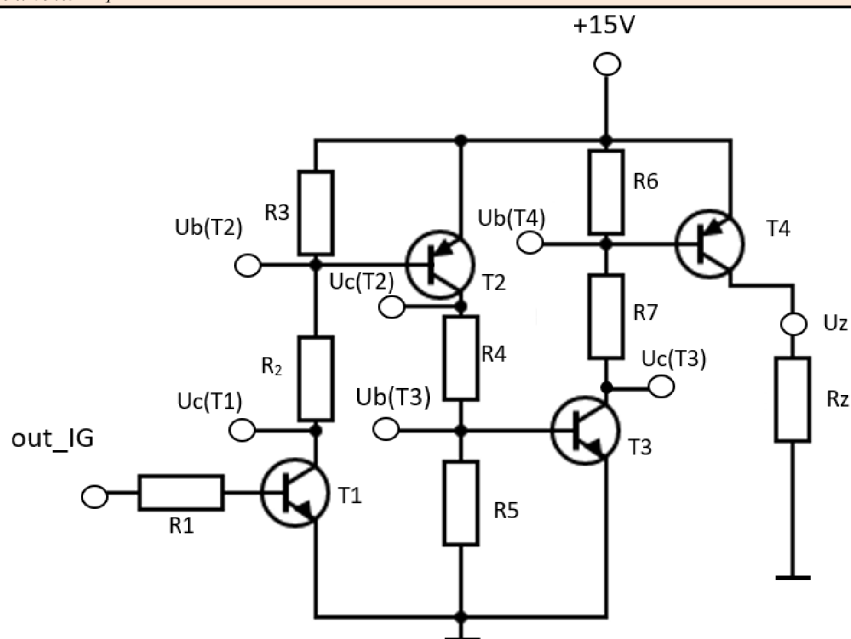 +15V
R3
R6
Ub(T2)
Ub(T4)
T4
Uc(T2)
T2
R2
R4
R7
Uz
Uc(T1)
Ub(T3)
Uc(T3)
Rz
out_IG
T3
T1
R1
R5